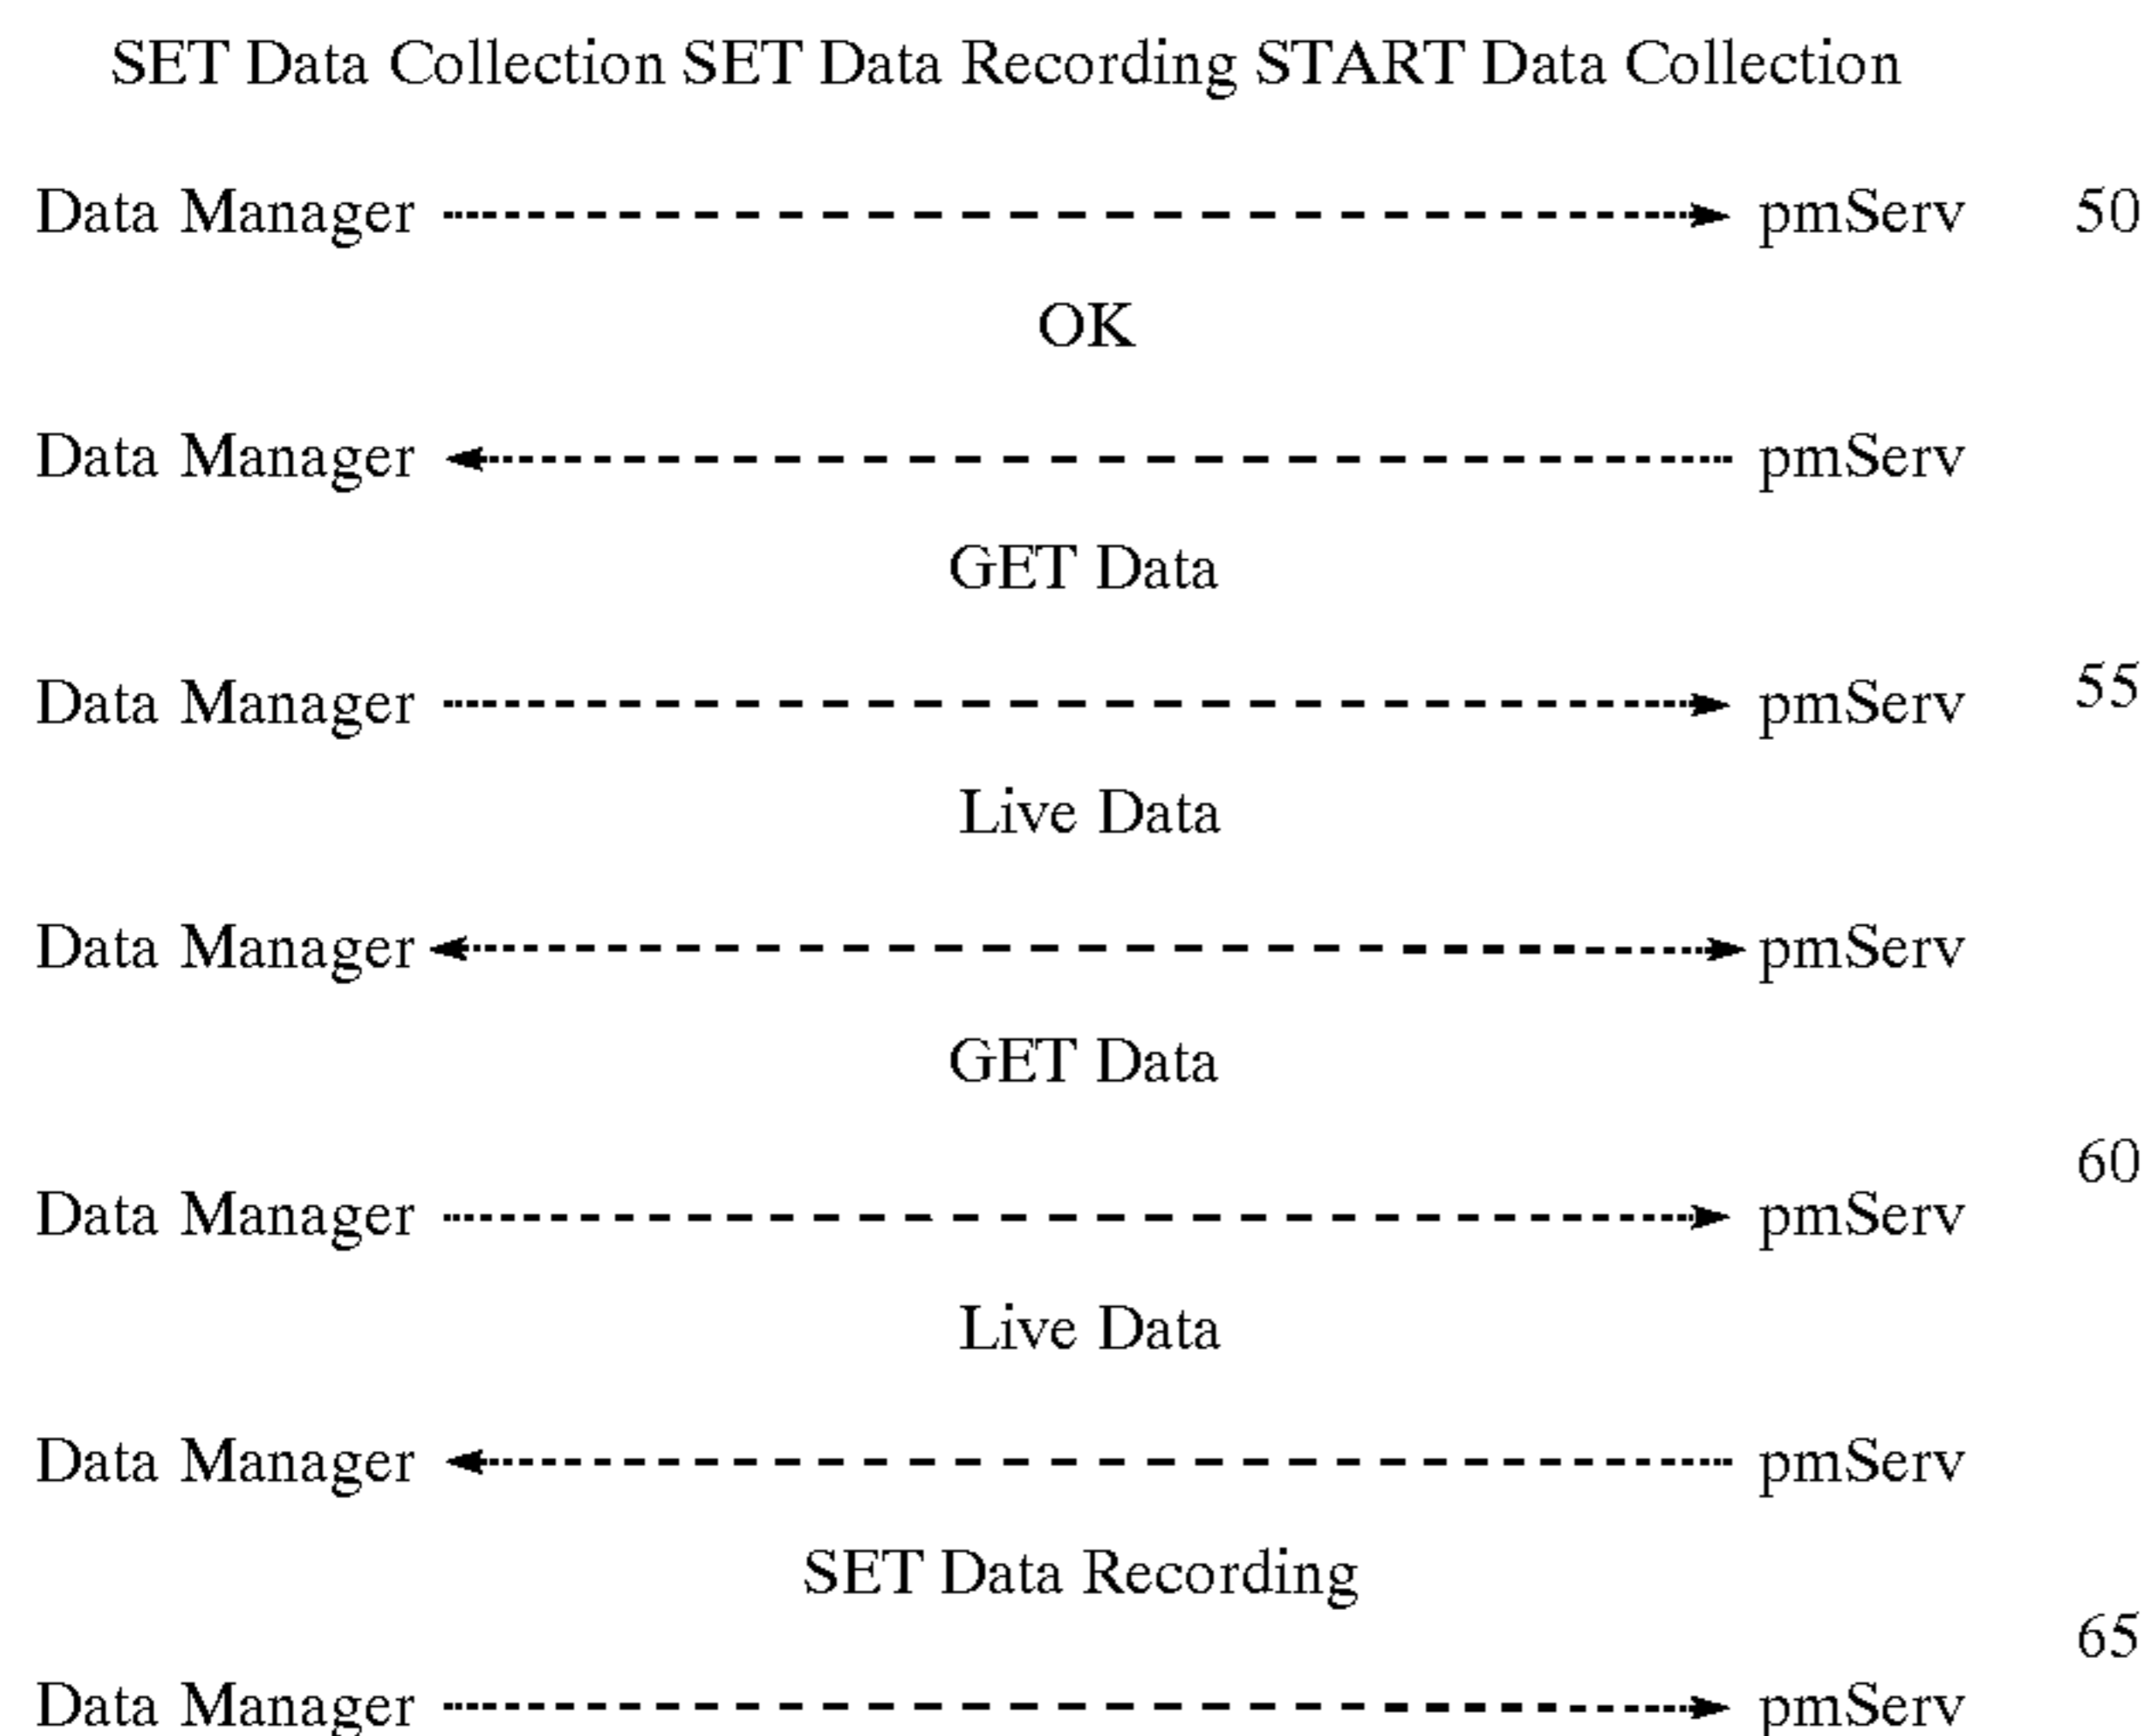 SET Data Collection SET Data Recording START Data Collection
Data Manager pmServ 50
OK
Data Manager pmServ
GET Data
Data Manager pmServ 55
Live Data
Data Manager pmServ
GET Data
60
Data Manager pmServ
Live Data
Data Manager pmServ
SET Data Recording
65
Data Manager pmServ